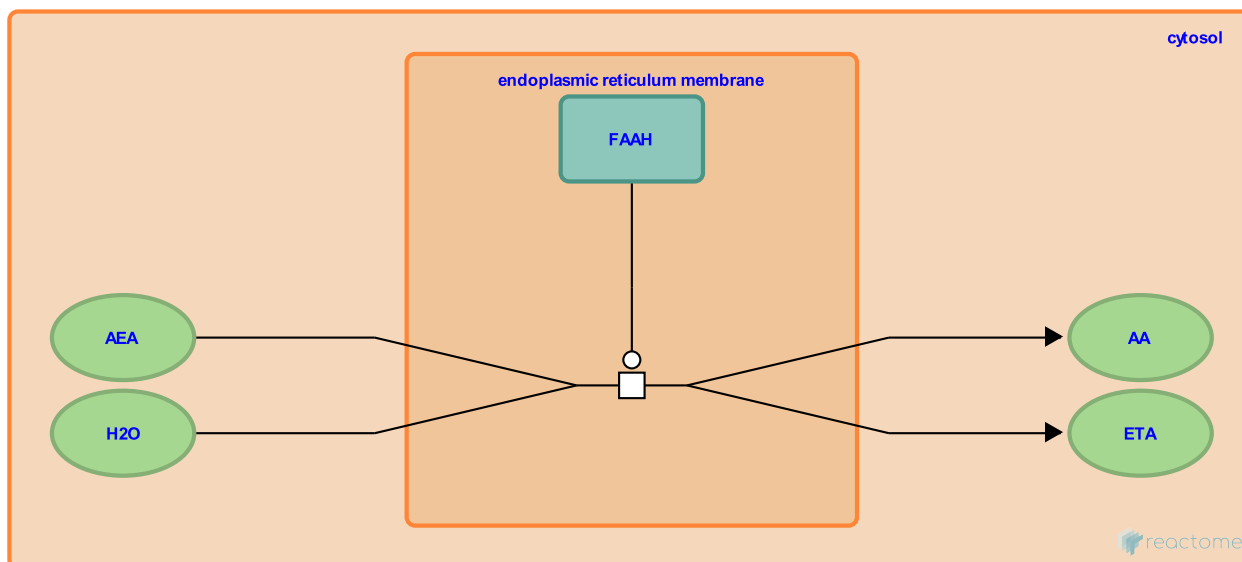 cytosol
endoplasmic reticulum membrane
FAAH
AEA
AA
H2O
ETA
reactome